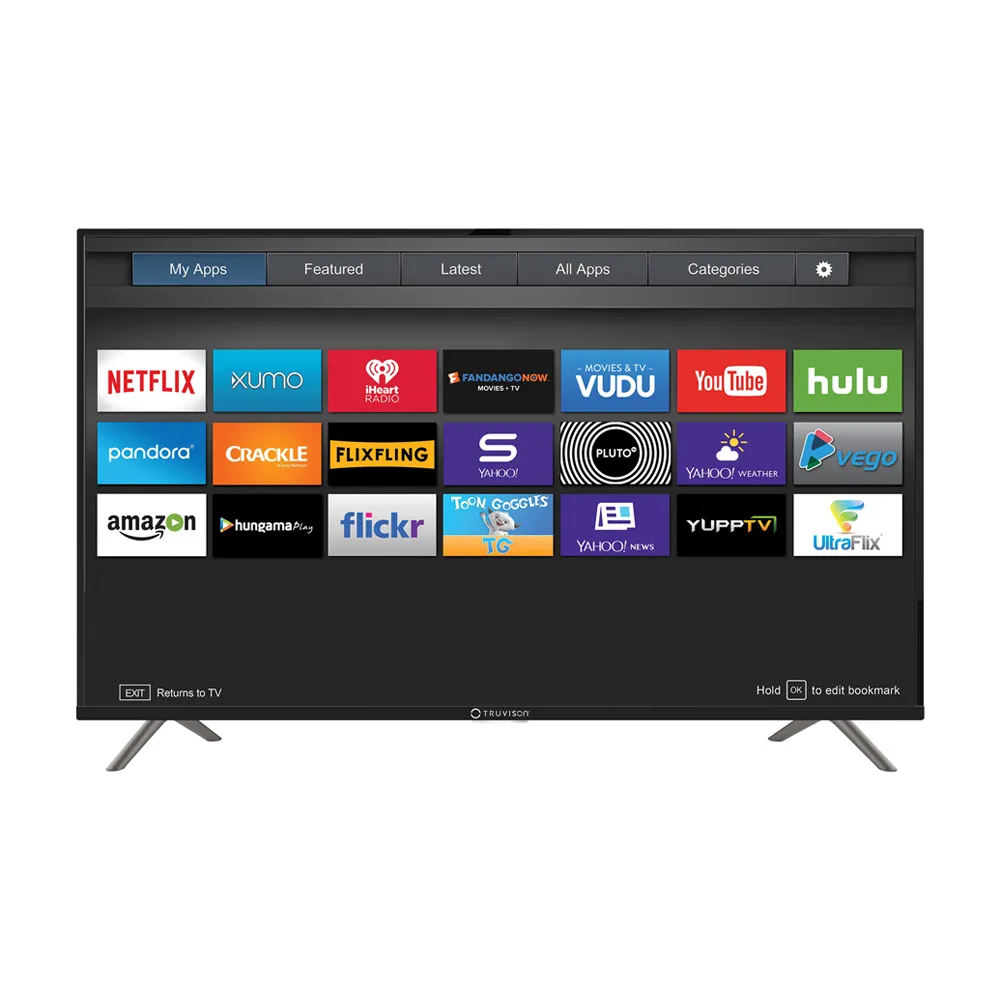 My Apps Featured Latest All Apps Categories
NETFLIX
XUMO
iHeart
RADIO
FANDANGONOW
MOVIES + TV
– MOVIES & TV –
VUDU
YouTube
hulu
pandora®
CRACKLE
a Sony Network
FLIXFLING
S
YAHOO!
PLUTO
YAHOO! WEATHER
vego
amazon
hungama Play
flickr
TOON GOGGLES
TG
YAHOO! NEWS
YUPPTV
UltraFlix
EXIT Returns to TV
Hold OK to edit bookmark
TRUVISON